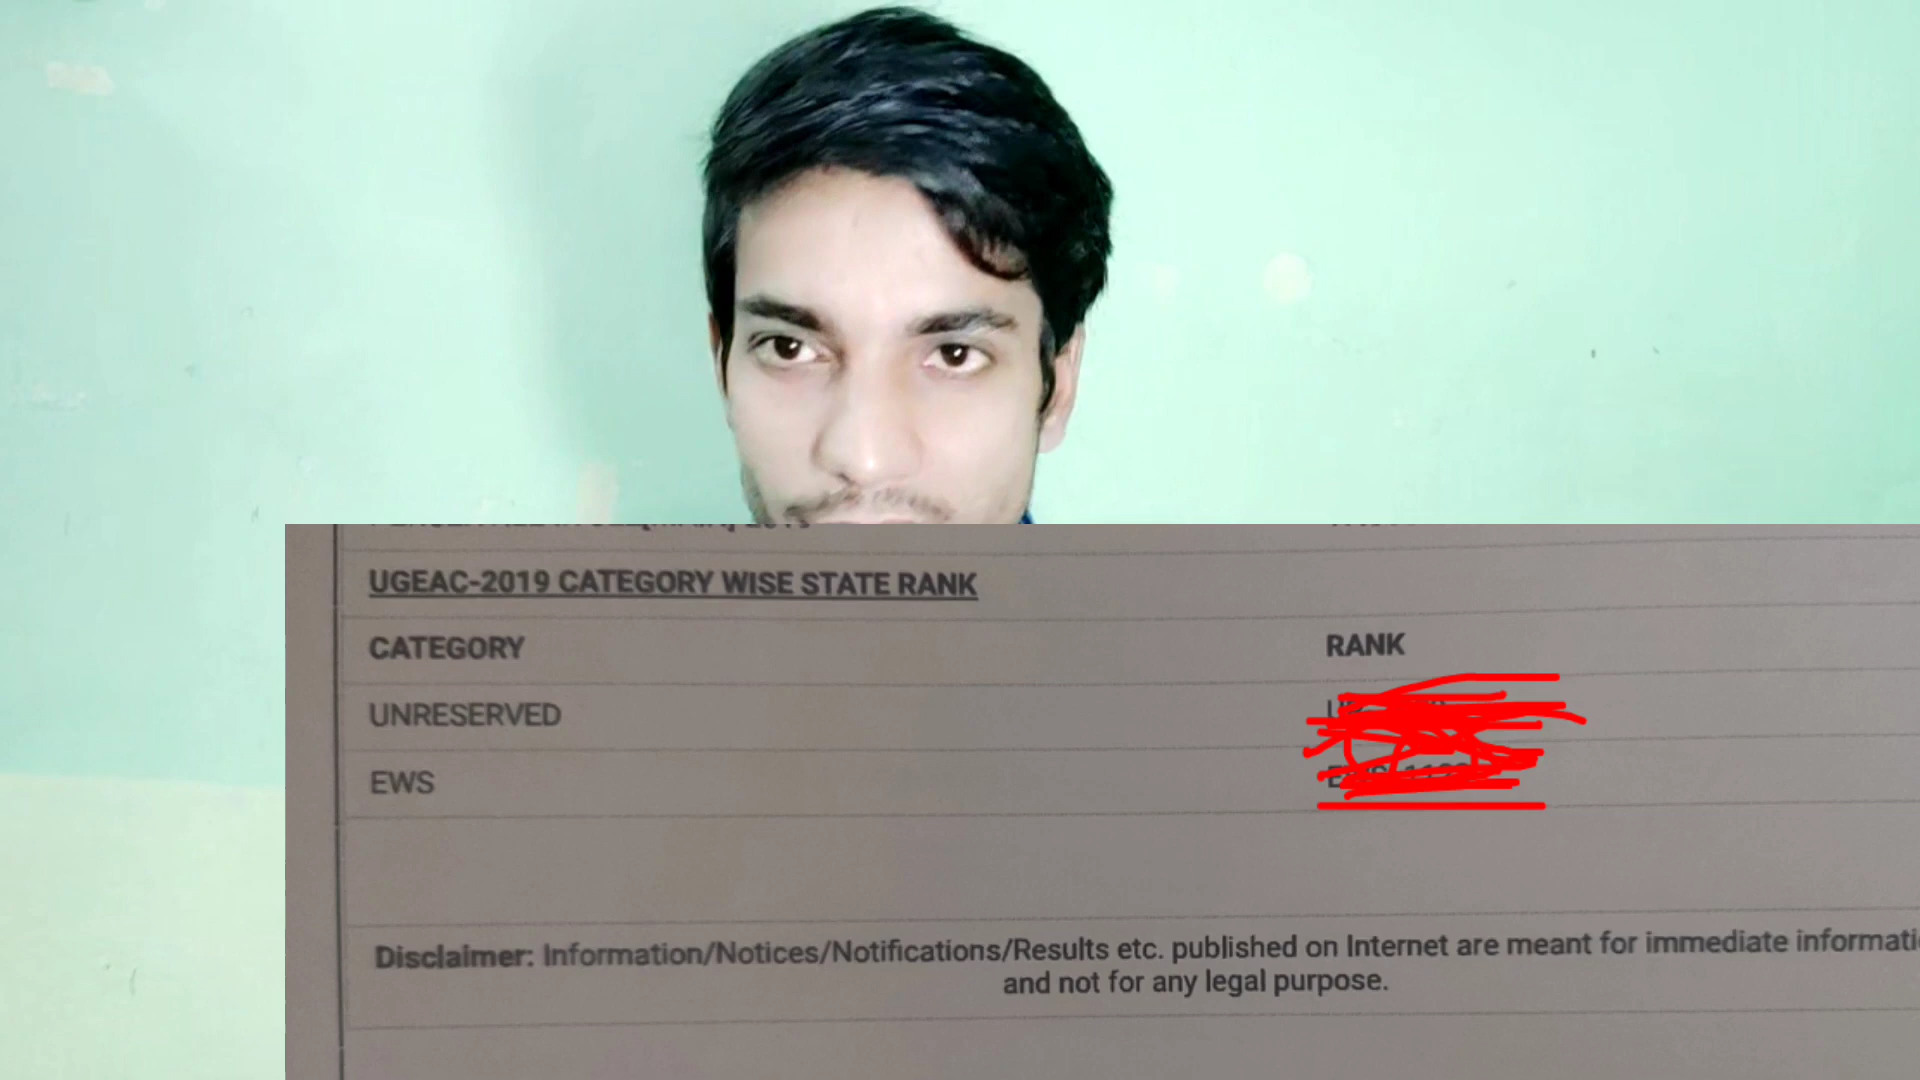 UGEAC-2019 CATEGORY WISE STATE RANK
CATEGORY RANK
UNRESERVED
EWS
Disclaimer: Information/Notices/Notifications/Results etc. published on Internet are meant for immediate
and not for any legal purpose.